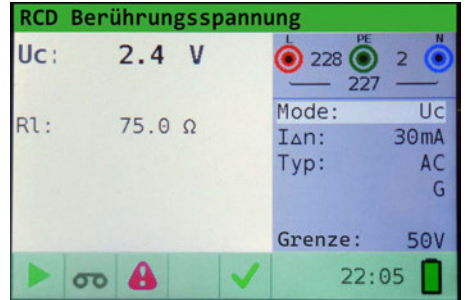 RCD Berührungsspannung
Uc: 2.4 V
Rl: 75.0 Ω
L PE N
228 2
227
Mode: Uc
I∆n: 30mA
Typ: AC
G
Grenze: 50V
22:05